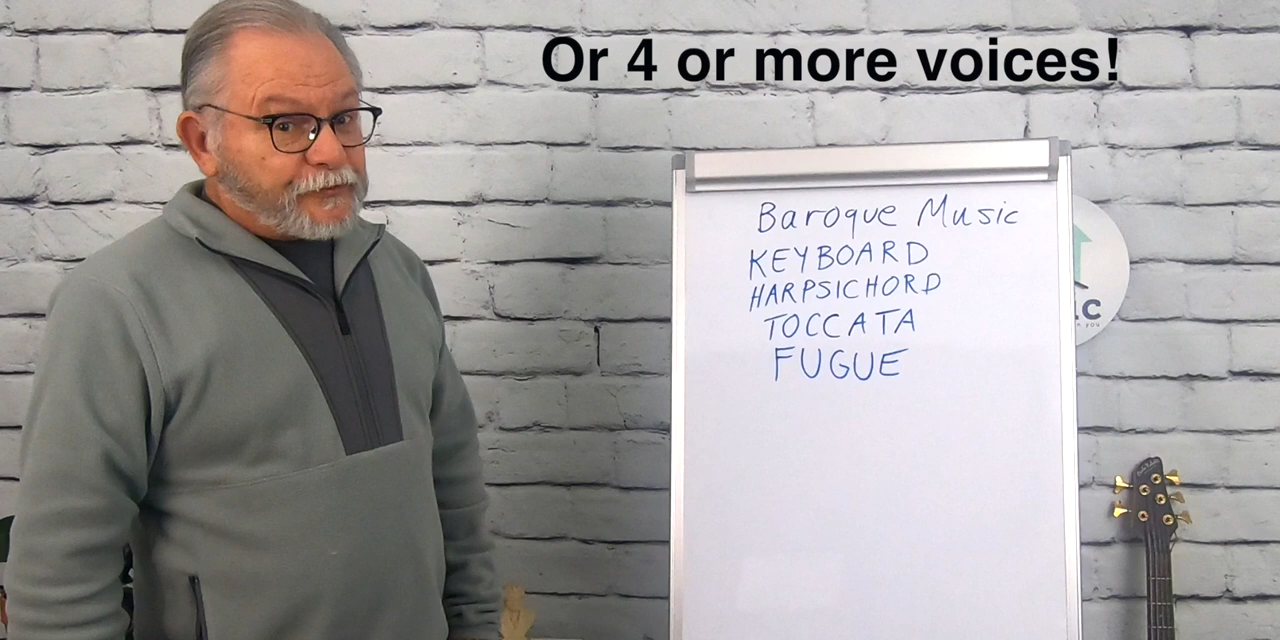 Or 4 or more voices!
Baroque Music
KEYBOARD
HARPSICHORD
TOCCATA
FUGUE